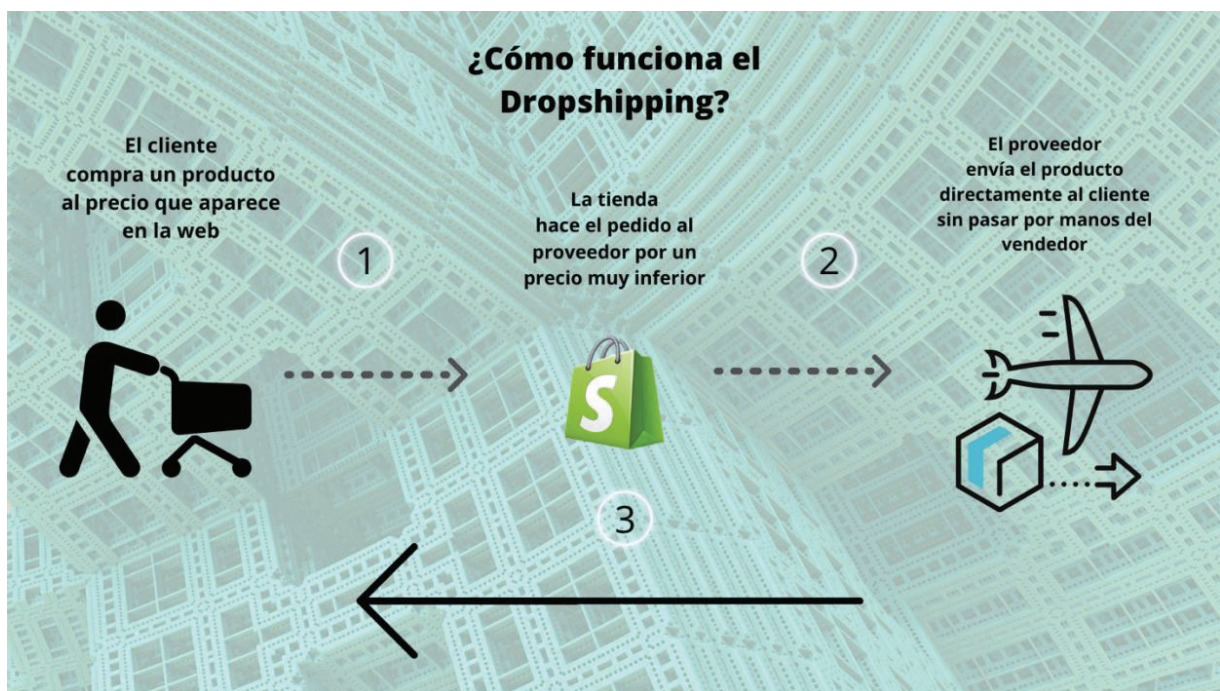 ¿Cómo funciona el
Dropshipping?
El cliente
compra un producto
al precio que aparece
en la web
1
La tienda
hace el pedido al
proveedor por un
precio muy inferior
2
El proveedor
envía el producto
directamente al cliente
sin pasar por manos del
vendedor
S
3